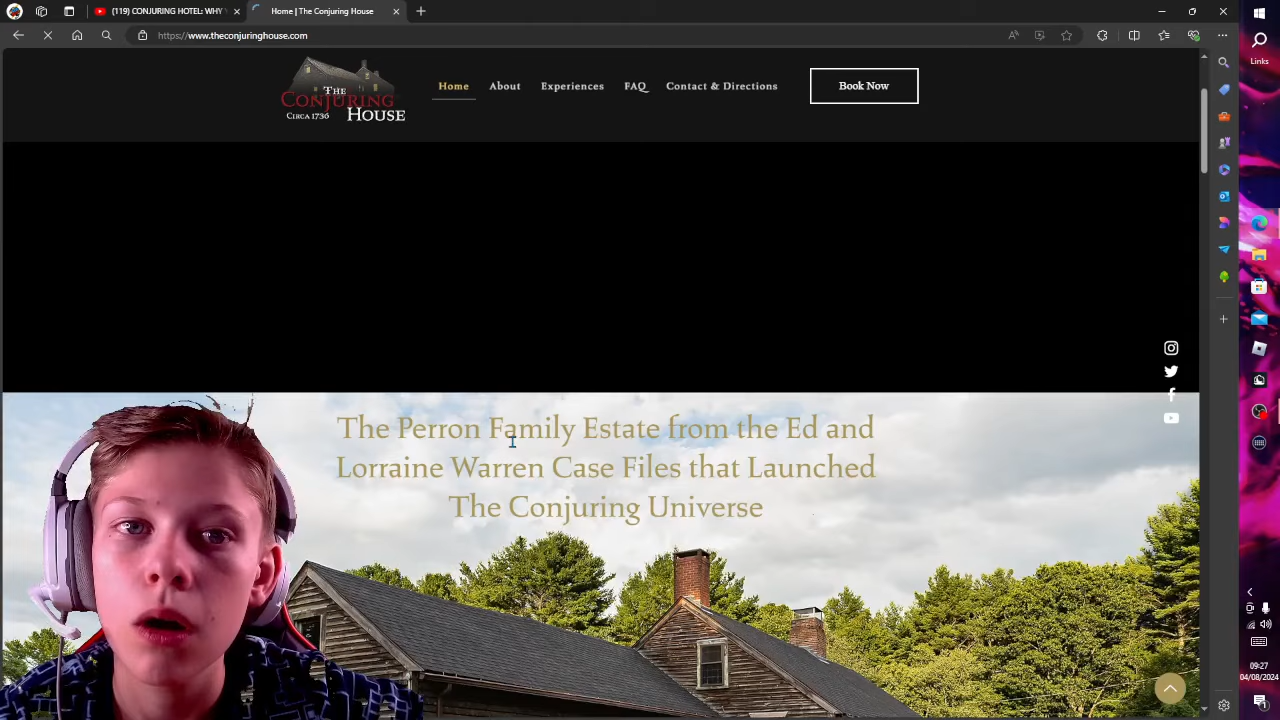 (119) CONJURING HOTEL: WHY
Home | The Conjuring House
https://www.theconjuringhouse.com
Links
THE
CONJURING
CIRCA 1736 HOUSE
Home
About
Experiences
FAQ
Contact & Directions
Book Now
The Perron Family Estate from the Ed and
Lorraine Warren Case Files that Launched
The Conjuring Universe
09:27
04/08/2024